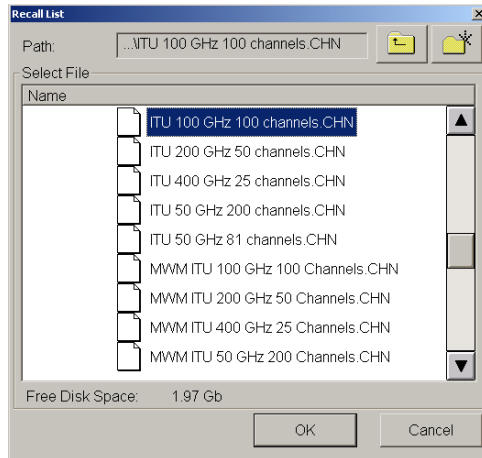 Recall List
Path: ...\ITU 100 GHz 100 channels.CHN
Select File
Name
ITU 100 GHz 100 channels.CHN
ITU 200 GHz 50 channels.CHN
ITU 400 GHz 25 channels.CHN
ITU 50 GHz 200 channels.CHN
ITU 50 GHz 81 channels.CHN
MWM ITU 100 GHz 100 Channels.CHN
MWM ITU 200 GHz 50 Channels.CHN
MWM ITU 400 GHz 25 Channels.CHN
MWM ITU 50 GHz 200 Channels.CHN
Free Disk Space: 1.97 Gb
OK Cancel